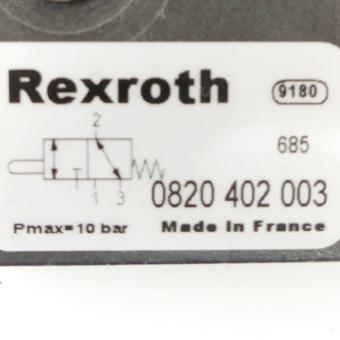 Rexroth
9180
2
685
1 3
0820 402 003
Pmax=10 bar
Made In France